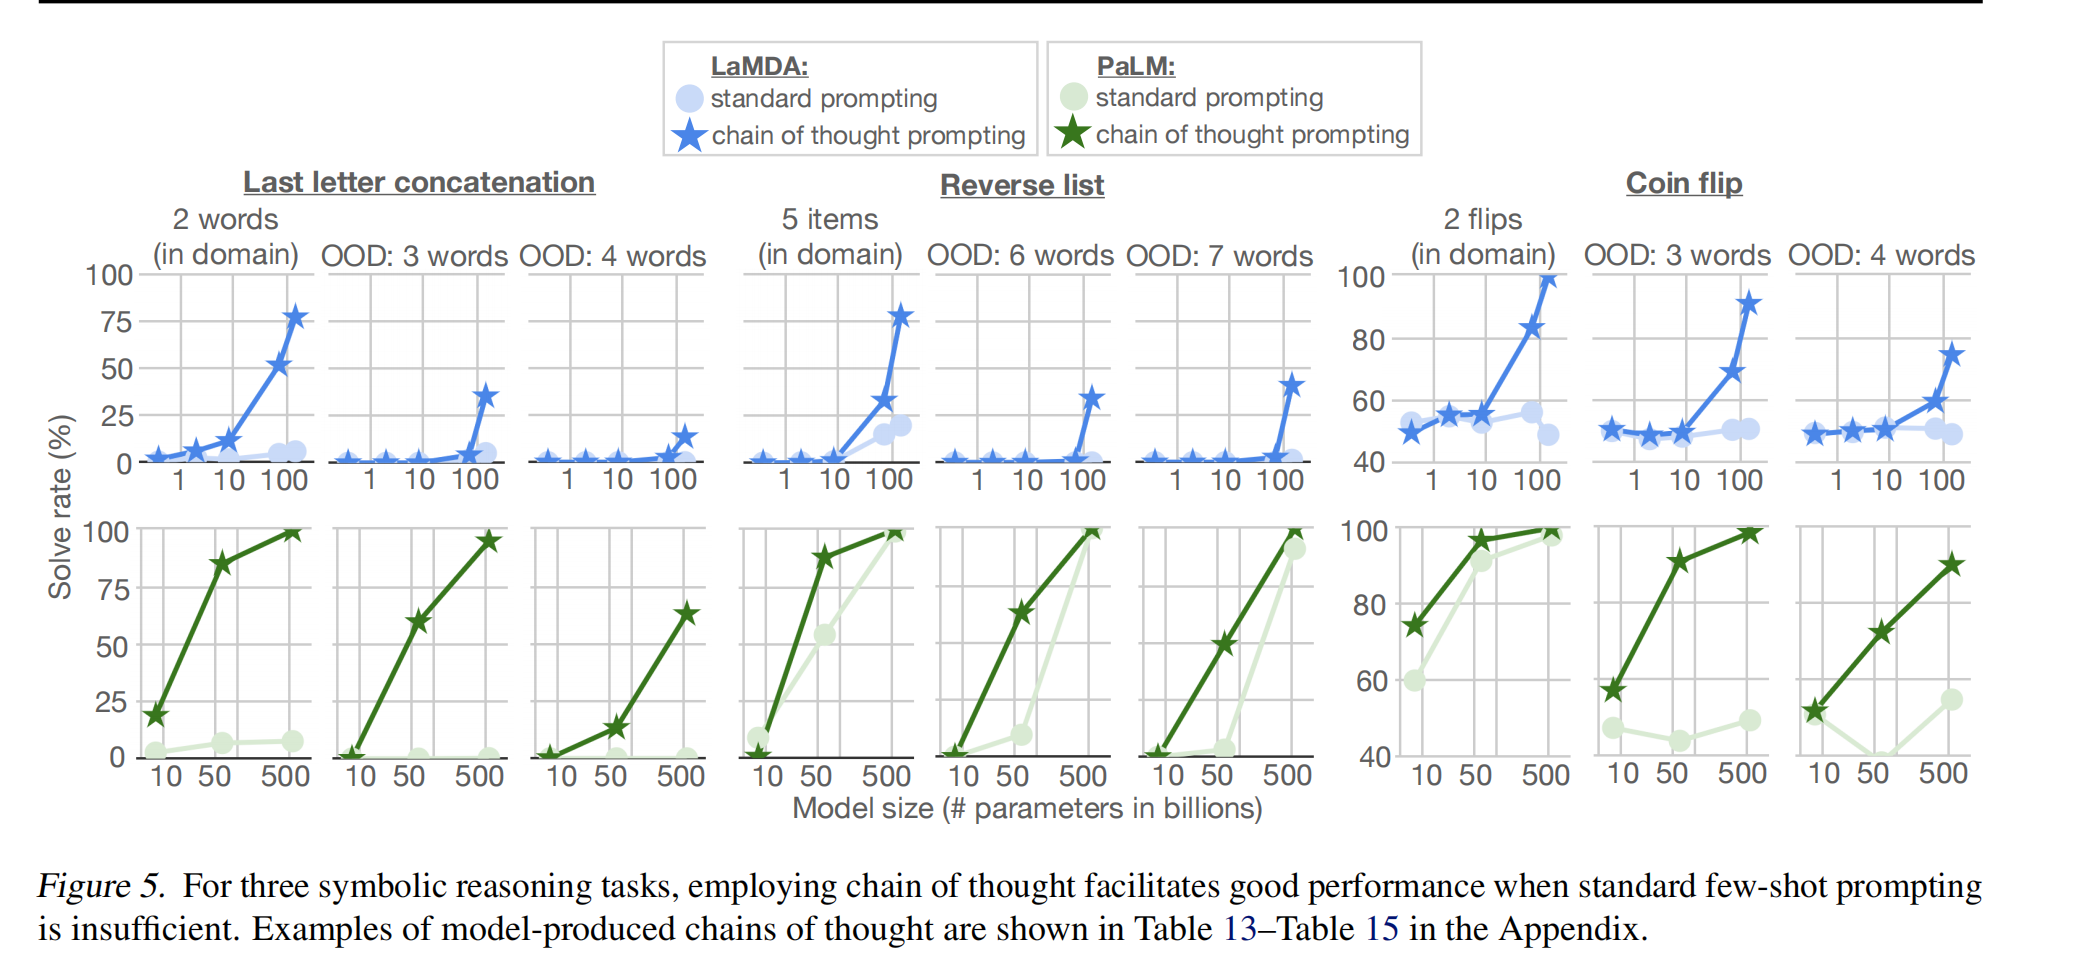 LaMDA:
standard prompting
chain of thought prompting
PaLM:
standard prompting
chain of thought prompting
Last letter concatenation
Reverse list
Coin flip
2 words
(in domain)
OOD: 3 words
OOD: 4 words
5 items
(in domain)
OOD: 6 words
OOD: 7 words
2 flips
(in domain)
OOD: 3 words
OOD: 4 words
Solve rate (%)
100
75
50
25
0
1 10 100
1 10 100
1 10 100
1 10 100
1 10 100
1 10 100
100
80
60
40
1 10 100
1 10 100
1 10 100
100
75
50
25
0
10 50 500
10 50 500
10 50 500
10 50 500
10 50 500
10 50 500
100
80
60
40
10 50 500
10 50 500
10 50 500
Model size (# parameters in billions)
Figure 5. For three symbolic reasoning tasks, employing chain of thought facilitates good performance when standard few-shot prompting
is insufficient. Examples of model-produced chains of thought are shown in Table 13–Table 15 in the Appendix.